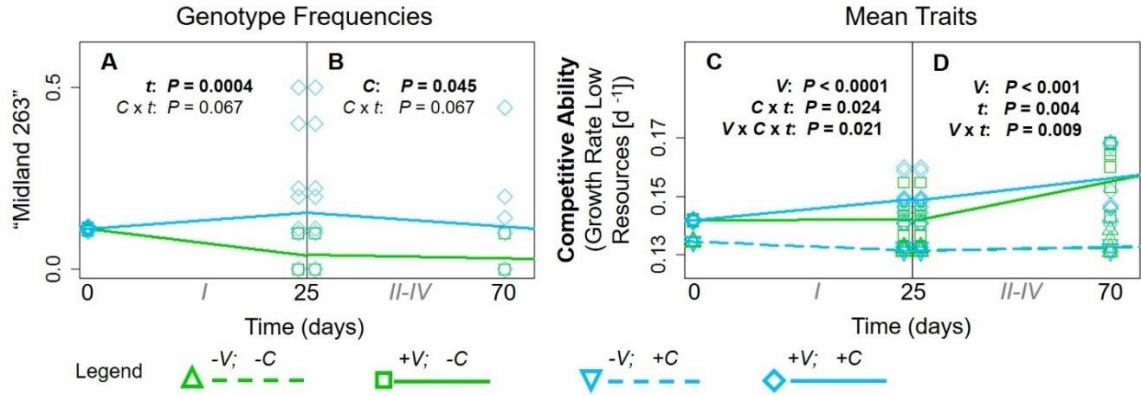 Genotype Frequencies
Mean Traits
A
t: P = 0.0004
C x t: P = 0.067
B
C: P = 0.045
C x t: P = 0.067
“Midland 263”
0.5
0.0
0
I
25
II-IV
70
Time (days)
C
V: P < 0.0001
C x t: P = 0.024
V x C x t: P = 0.021
D
V: P < 0.001
t: P = 0.004
V x t: P = 0.009
Competitive Ability
(Growth Rate Low
Resources [d -1])
0.17
0.15
0.13
0
I
25
II-IV
70
Time (days)
Legend
-V; -C
+V; -C
-V; +C
+V; +C